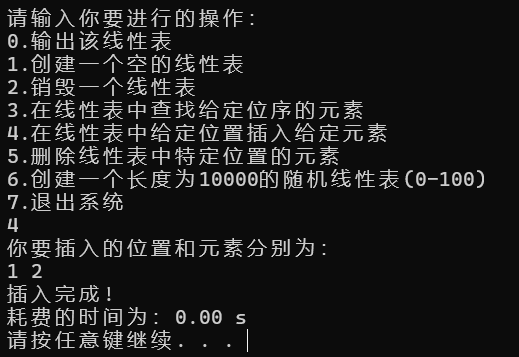 请输入你要进行的操作:
0.输出该线性表
1.创建一个空的线性表
2.销毁一个线性表
3.在线性表中查找给定位序的元素
4.在线性表中给定位置插入给定元素
5.删除线性表中特定位置的元素
6.创建一个长度为10000的随机线性表(0-100)
7.退出系统
4
你要插入的位置和元素分别为:
1 2
插入完成!
耗费的时间为: 0.00 s
请按任意键继续. . .